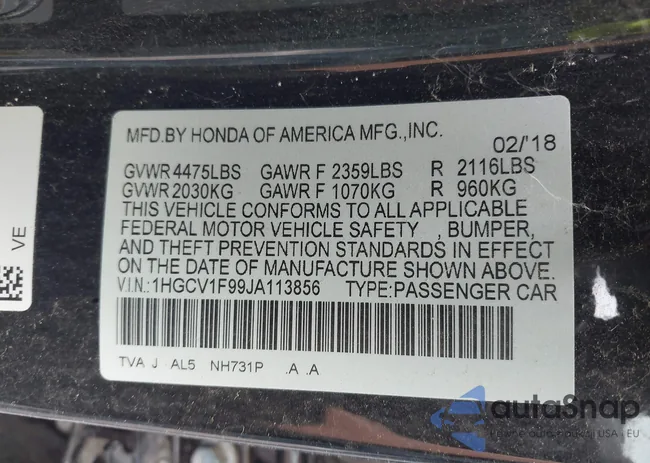 MFD.BY HONDA OF AMERICA MFG.,INC.
02/'18
GVWR 4475LBS GAWR F 2359LBS R 2116LBS
GVWR 2030KG GAWR F 1070KG R 960KG
THIS VEHICLE CONFORMS TO ALL APPLICABLE
FEDERAL MOTOR VEHICLE SAFETY , BUMPER,
AND THEFT PREVENTION STANDARDS IN EFFECT
ON THE DATE OF MANUFACTURE SHOWN ABOVE.
V.I.N.:1HGCV1F99JA113856 TYPE:PASSENGER CAR
TVA J AL5 NH731P .A .A
VE
autoSnap